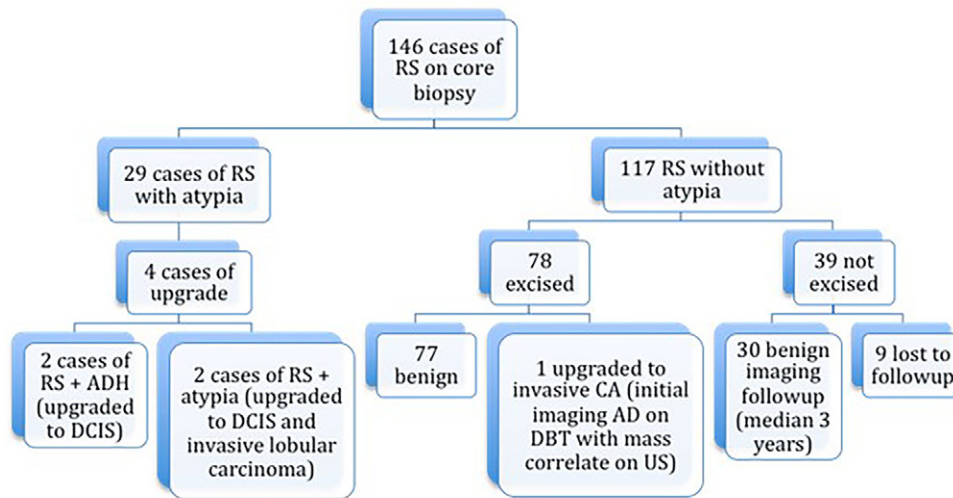 146 cases of
RS on core
biopsy
29 cases of RS
with atypia
117 RS without
atypia
4 cases of
upgrade
78
excised
39 not
excised
2 cases of
RS + ADH
(upgraded
to DCIS)
2 cases of RS +
atypia (upgraded
to DCIS and
invasive lobular
carcinoma)
77
benign
1 upgraded to
invasive CA (initial
imaging AD on
DBT with mass
correlate on US)
30 benign
imaging
followup
(median 3
years)
9 lost to
followup